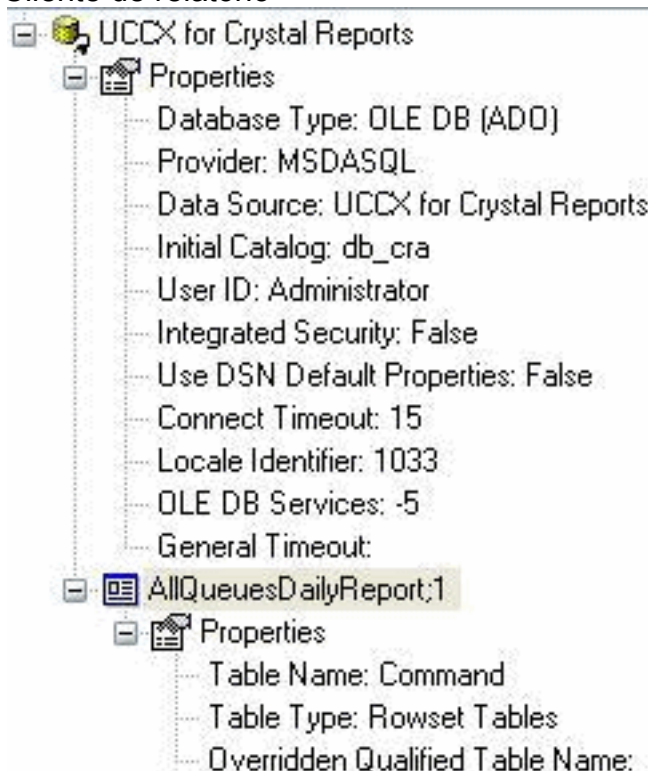 Cliente do relatório
UCCX for Crystal Reports
Properties
Database Type: OLE DB (ADO)
Provider: MSDASQL
Data Source: UCCX for Crystal Reports
Initial Catalog: db_cra
User ID: Administrator
Integrated Security: False
Use DSN Default Properties: False
Connect Timeout: 15
Locale Identifier: 1033
OLE DB Services: -5
General Timeout:
AllQueuesDailyReport;1
Properties
Table Name: Command
Table Type: Rowset Tables
Overridden Qualified Table Name: